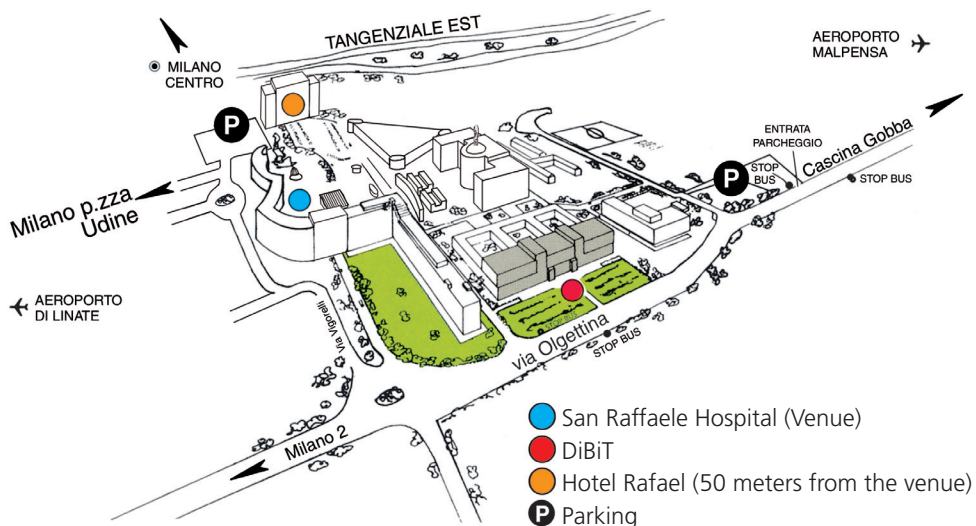 TANGENZIALE EST
AEROPORTO
MALPENSA
MILANO
CENTRO
P
ENTRATA
PARCHEGGIO
Cascina Gobba
P
STOP
BUS
STOP BUS
Milano p.zza
Udine
AEROPORTO
DI LINATE
Via Vigorelli
STOP BUS
via Olgettina
STOP BUS
Milano 2
San Raffaele Hospital (Venue)
DiBiT
Hotel Rafael (50 meters from the venue)
P Parking